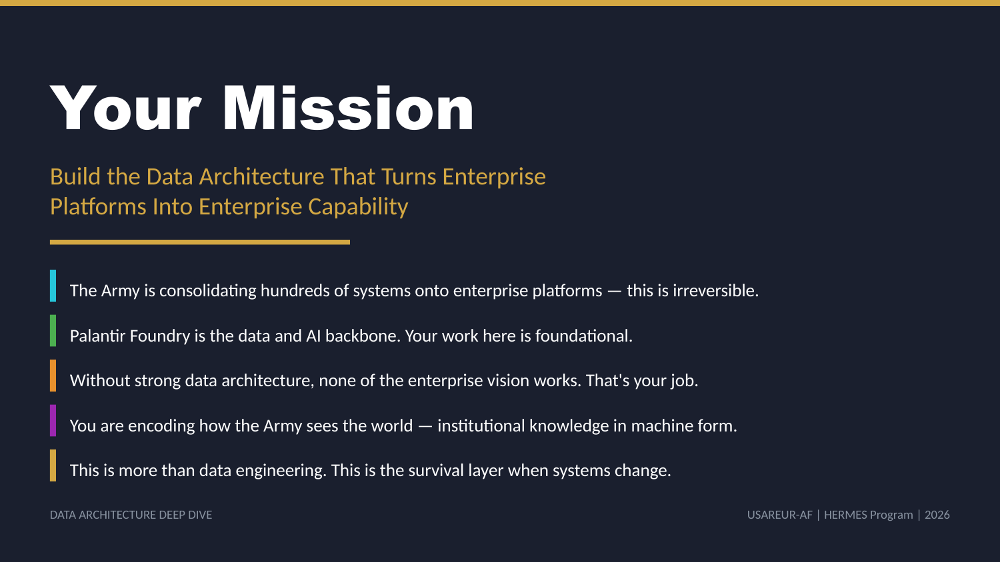 Your Mission
Build the Data Architecture That Turns Enterprise
Platforms Into Enterprise Capability
The Army is consolidating hundreds of systems onto enterprise platforms — this is irreversible.
Palantir Foundry is the data and AI backbone. Your work here is foundational.
Without strong data architecture, none of the enterprise vision works. That's your job.
You are encoding how the Army sees the world — institutional knowledge in machine form.
This is more than data engineering. This is the survival layer when systems change.
DATA ARCHITECTURE DEEP DIVE
USAREUR-AF | HERMES Program | 2026